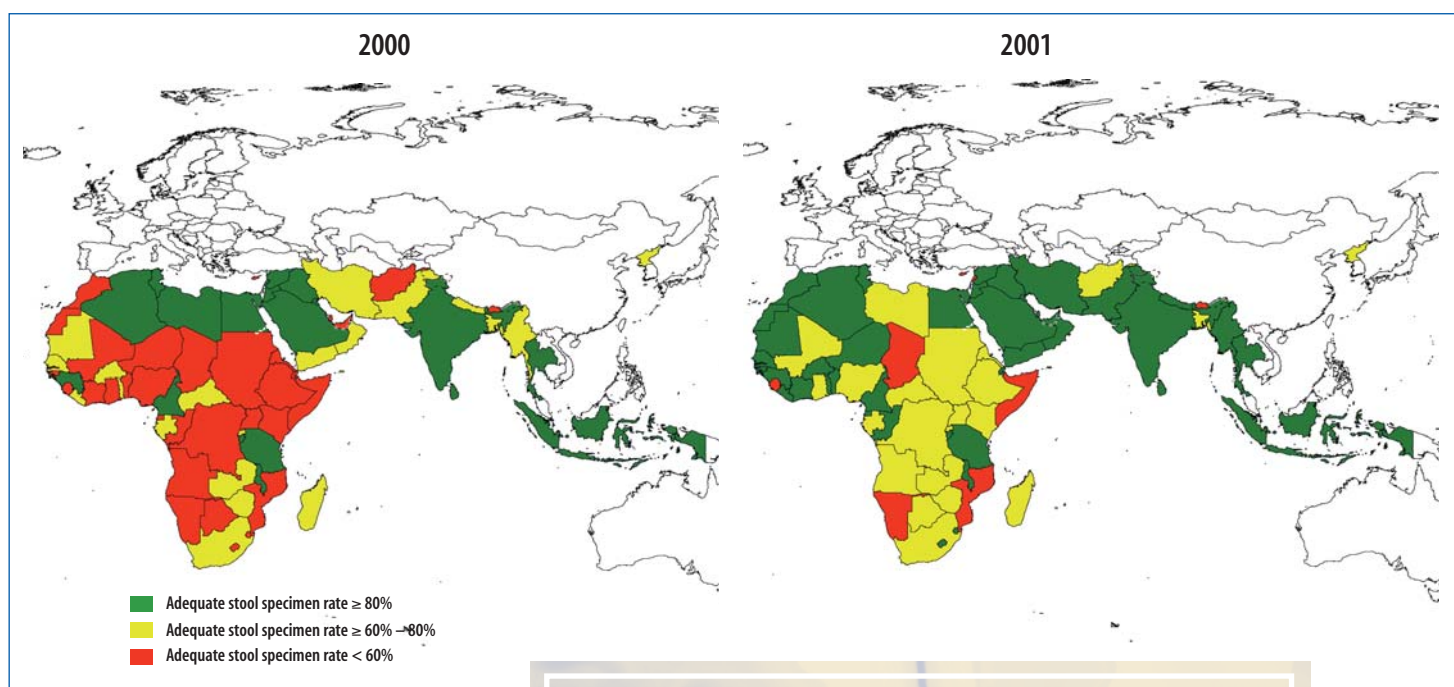 2000
2001
Adequate stool specimen rate ≥ 80%
Adequate stool specimen rate ≥ 60% – 80%
Adequate stool specimen rate < 60%